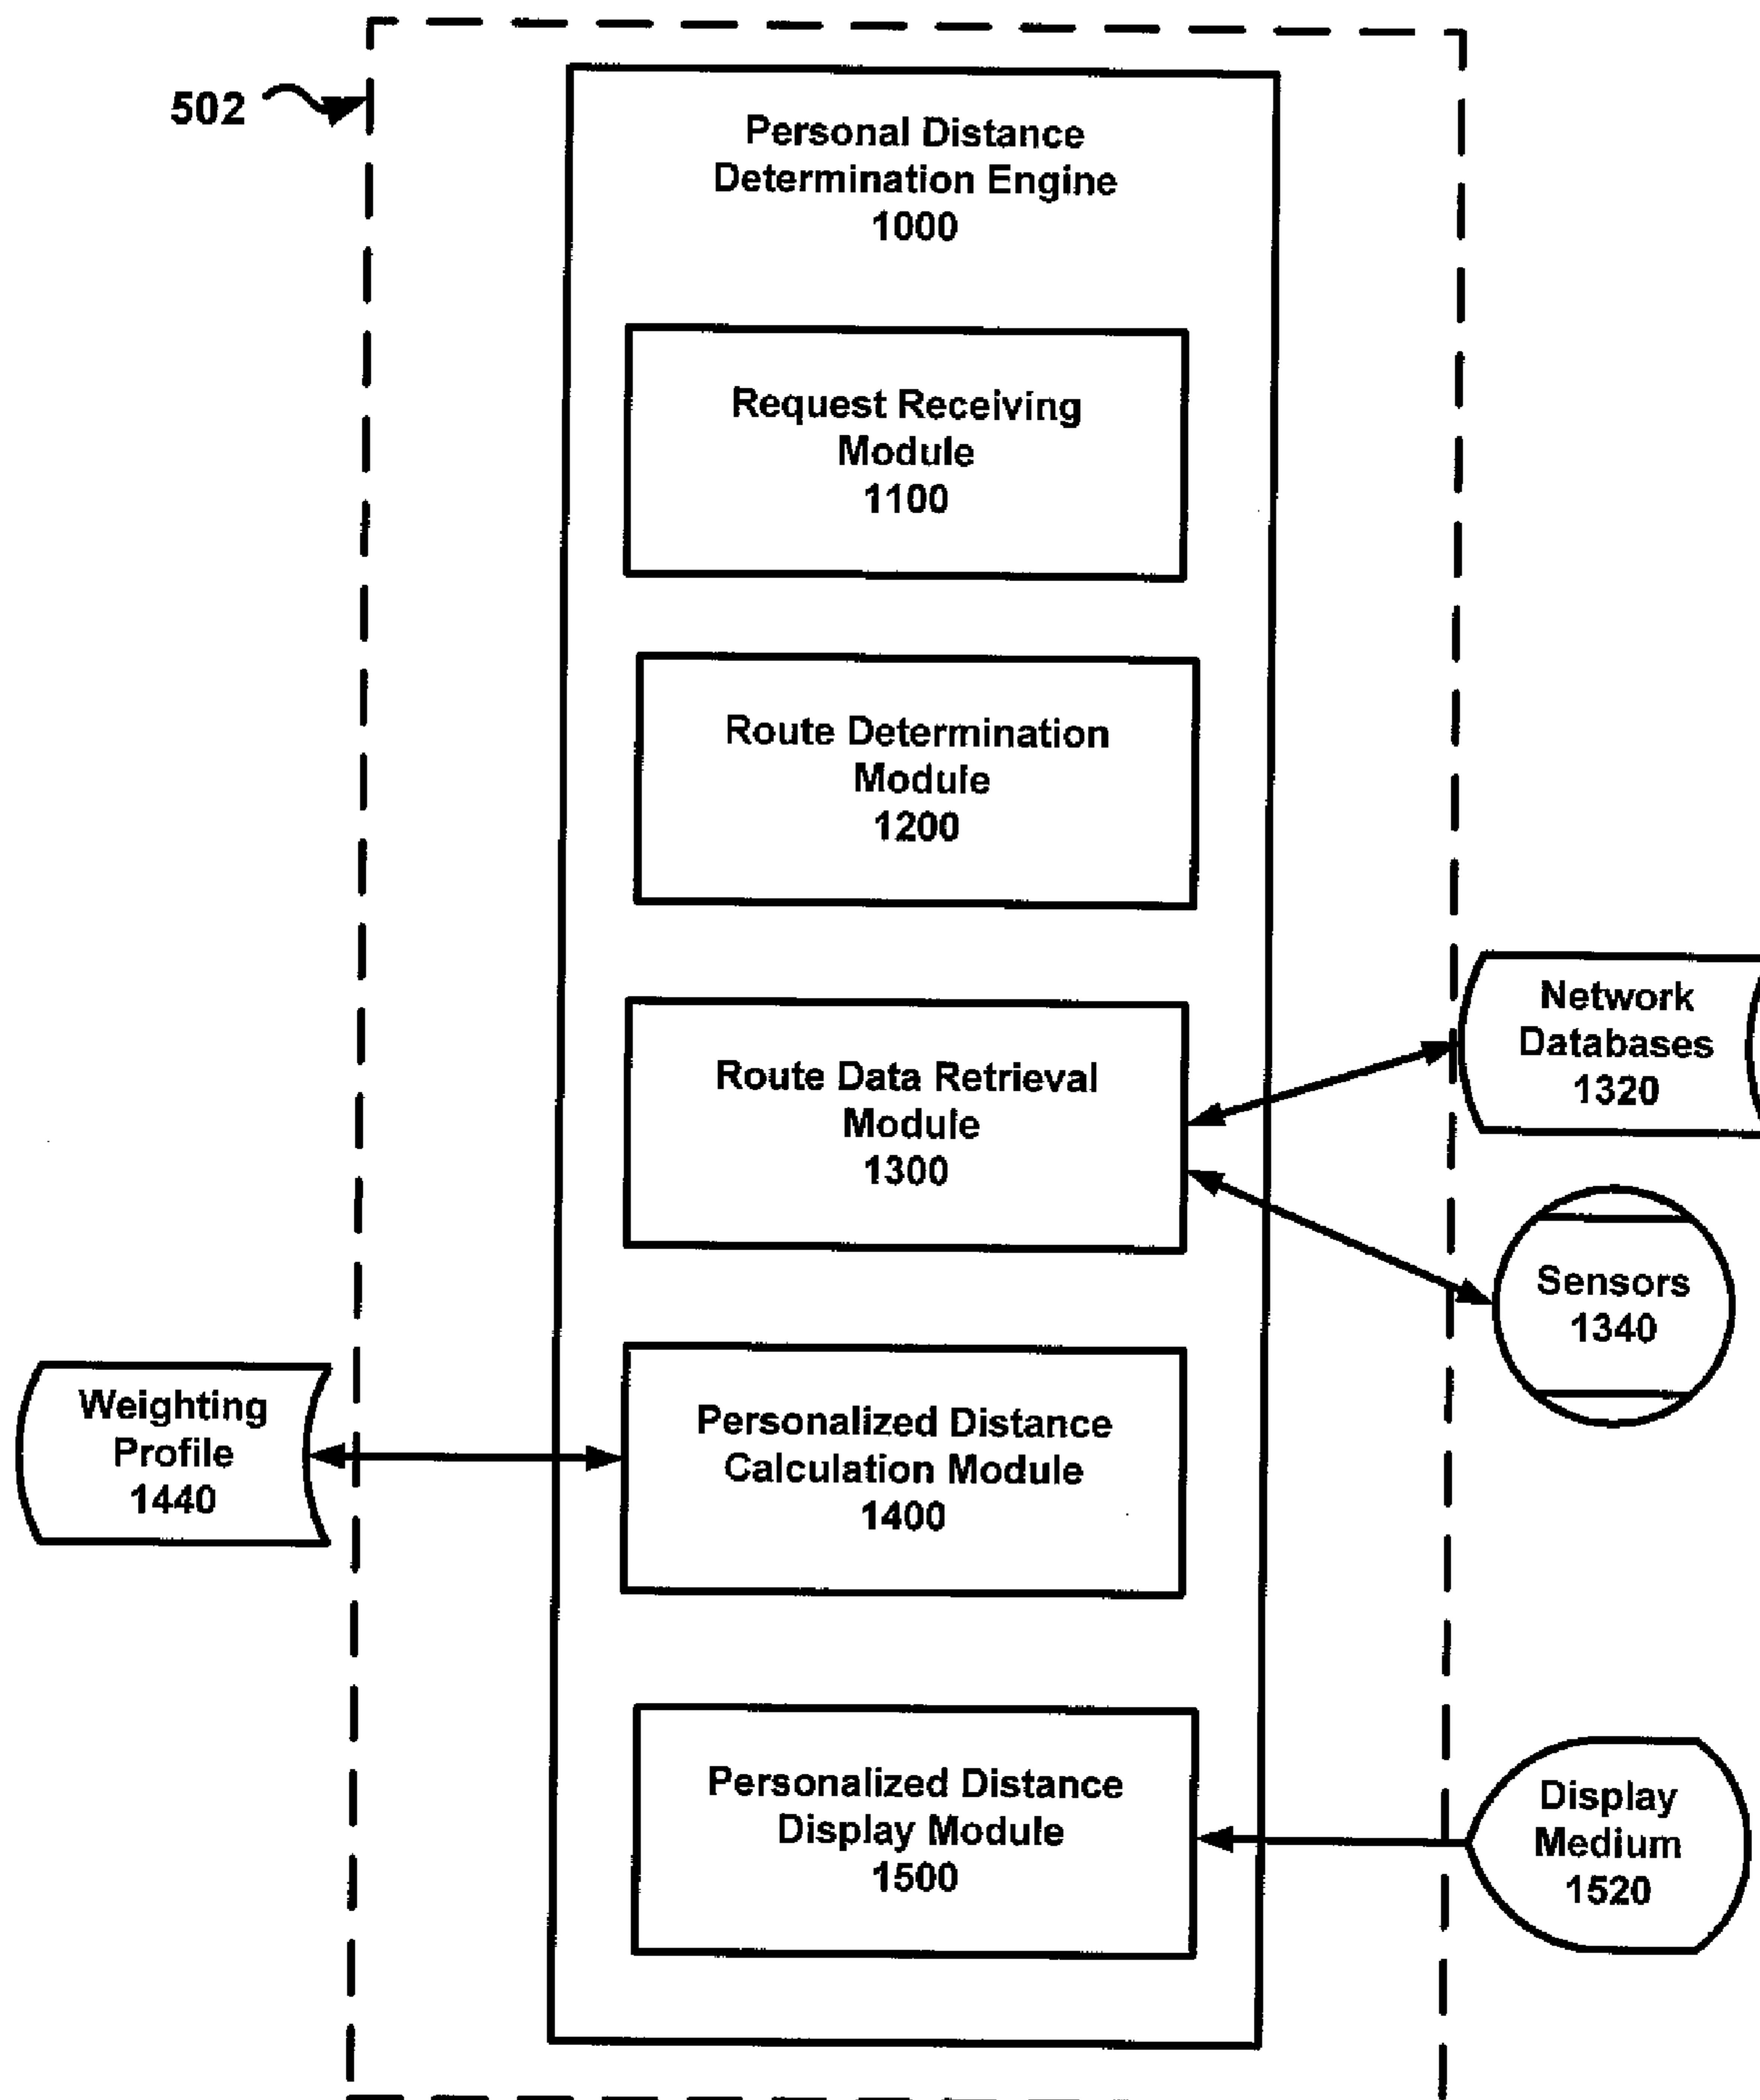 502
Personal Distance
Determination Engine
1000
Request Receiving
Module
1100
Route Determination
Module
1200
Route Data Retrieval
Module
1300
Network
Databases
1320
Sensors
1340
Weighting
Profile
1440
Personalized Distance
Calculation Module
1400
Personalized Distance
Display Module
1500
Display
Medium
1520